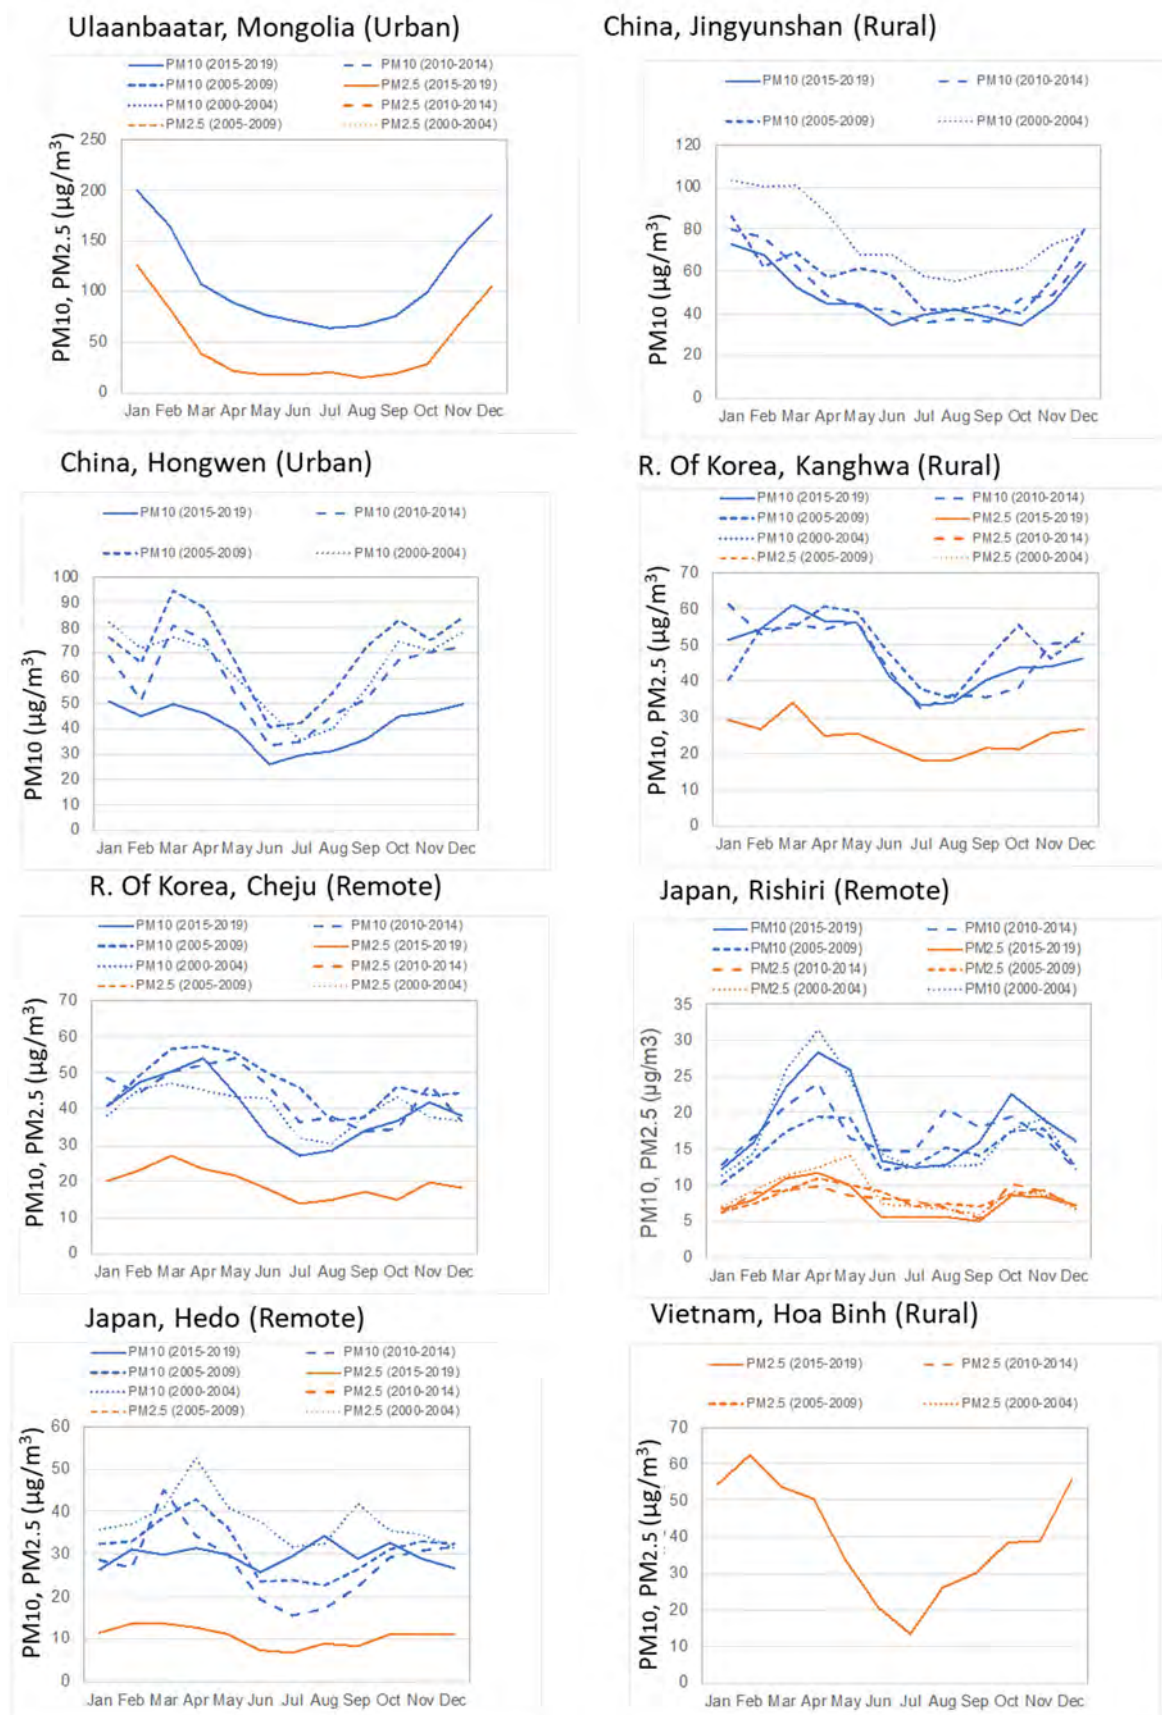 Ulaanbaatar, Mongolia (Urban)
PM10 (2015-2019) PM10 (2010-2014)
PM10 (2005-2009) PM2.5 (2015-2019)
PM10 (2000-2004) PM2.5 (2010-2014)
PM2.5 (2005-2009) PM2.5 (2000-2004)
PM10, PM2.5 (µg/m³)
250
200
150
100
50
0
Jan Feb Mar Apr May Jun Jul Aug Sep Oct Nov Dec
China, Jingyunshan (Rural)
PM10 (2015-2019) PM10 (2010-2014)
PM10 (2005-2009) PM10 (2000-2004)
PM10 (µg/m³)
120
100
80
60
40
20
0
Jan Feb Mar Apr May Jun Jul Aug Sep Oct Nov Dec
China, Hongwen (Urban)
PM10 (2015-2019) PM10 (2010-2014)
PM10 (2005-2009) PM10 (2000-2004)
PM10 (µg/m³)
100
90
80
70
60
50
40
30
20
10
0
Jan Feb Mar Apr May Jun Jul Aug Sep Oct Nov Dec
R. Of Korea, Kanghwa (Rural)
PM10 (2015-2019) PM10 (2010-2014)
PM10 (2005-2009) PM2.5 (2015-2019)
PM10 (2000-2004) PM2.5 (2010-2014)
PM2.5 (2005-2009) PM2.5 (2000-2004)
PM10, PM2.5 (µg/m³)
70
60
50
40
30
20
10
0
Jan Feb Mar Apr May Jun Jul Aug Sep Oct Nov Dec
R. Of Korea, Cheju (Remote)
PM10 (2015-2019) PM10 (2010-2014)
PM10 (2005-2009) PM2.5 (2015-2019)
PM10 (2000-2004) PM2.5 (2010-2014)
PM2.5 (2005-2009) PM2.5 (2000-2004)
PM10, PM2.5 (µg/m³)
70
60
50
40
30
20
10
0
Jan Feb Mar Apr May Jun Jul Aug Sep Oct Nov Dec
Japan, Rishiri (Remote)
PM10 (2015-2019) PM10 (2010-2014)
PM10 (2005-2009) PM2.5 (2015-2019)
PM2.5 (2010-2014) PM2.5 (2005-2009)
PM2.5 (2000-2004) PM10 (2000-2004)
PM10, PM2.5 (µg/m3)
35
30
25
20
15
10
5
0
Jan Feb Mar Apr May Jun Jul Aug Sep Oct Nov Dec
Japan, Hedo (Remote)
PM10 (2015-2019) PM10 (2010-2014)
PM10 (2005-2009) PM2.5 (2015-2019)
PM10 (2000-2004) PM2.5 (2010-2014)
PM2.5 (2005-2009) PM2.5 (2000-2004)
PM10, PM2.5 (µg/m³)
60
50
40
30
20
10
0
Jan Feb Mar Apr May Jun Jul Aug Sep Oct Nov Dec
Vietnam, Hoa Binh (Rural)
PM2.5 (2015-2019) PM2.5 (2010-2014)
PM2.5 (2005-2009) PM2.5 (2000-2004)
PM10, PM2.5 (µg/m³)
70
60
50
40
30
20
10
0
Jan Feb Mar Apr May Jun Jul Aug Sep Oct Nov Dec